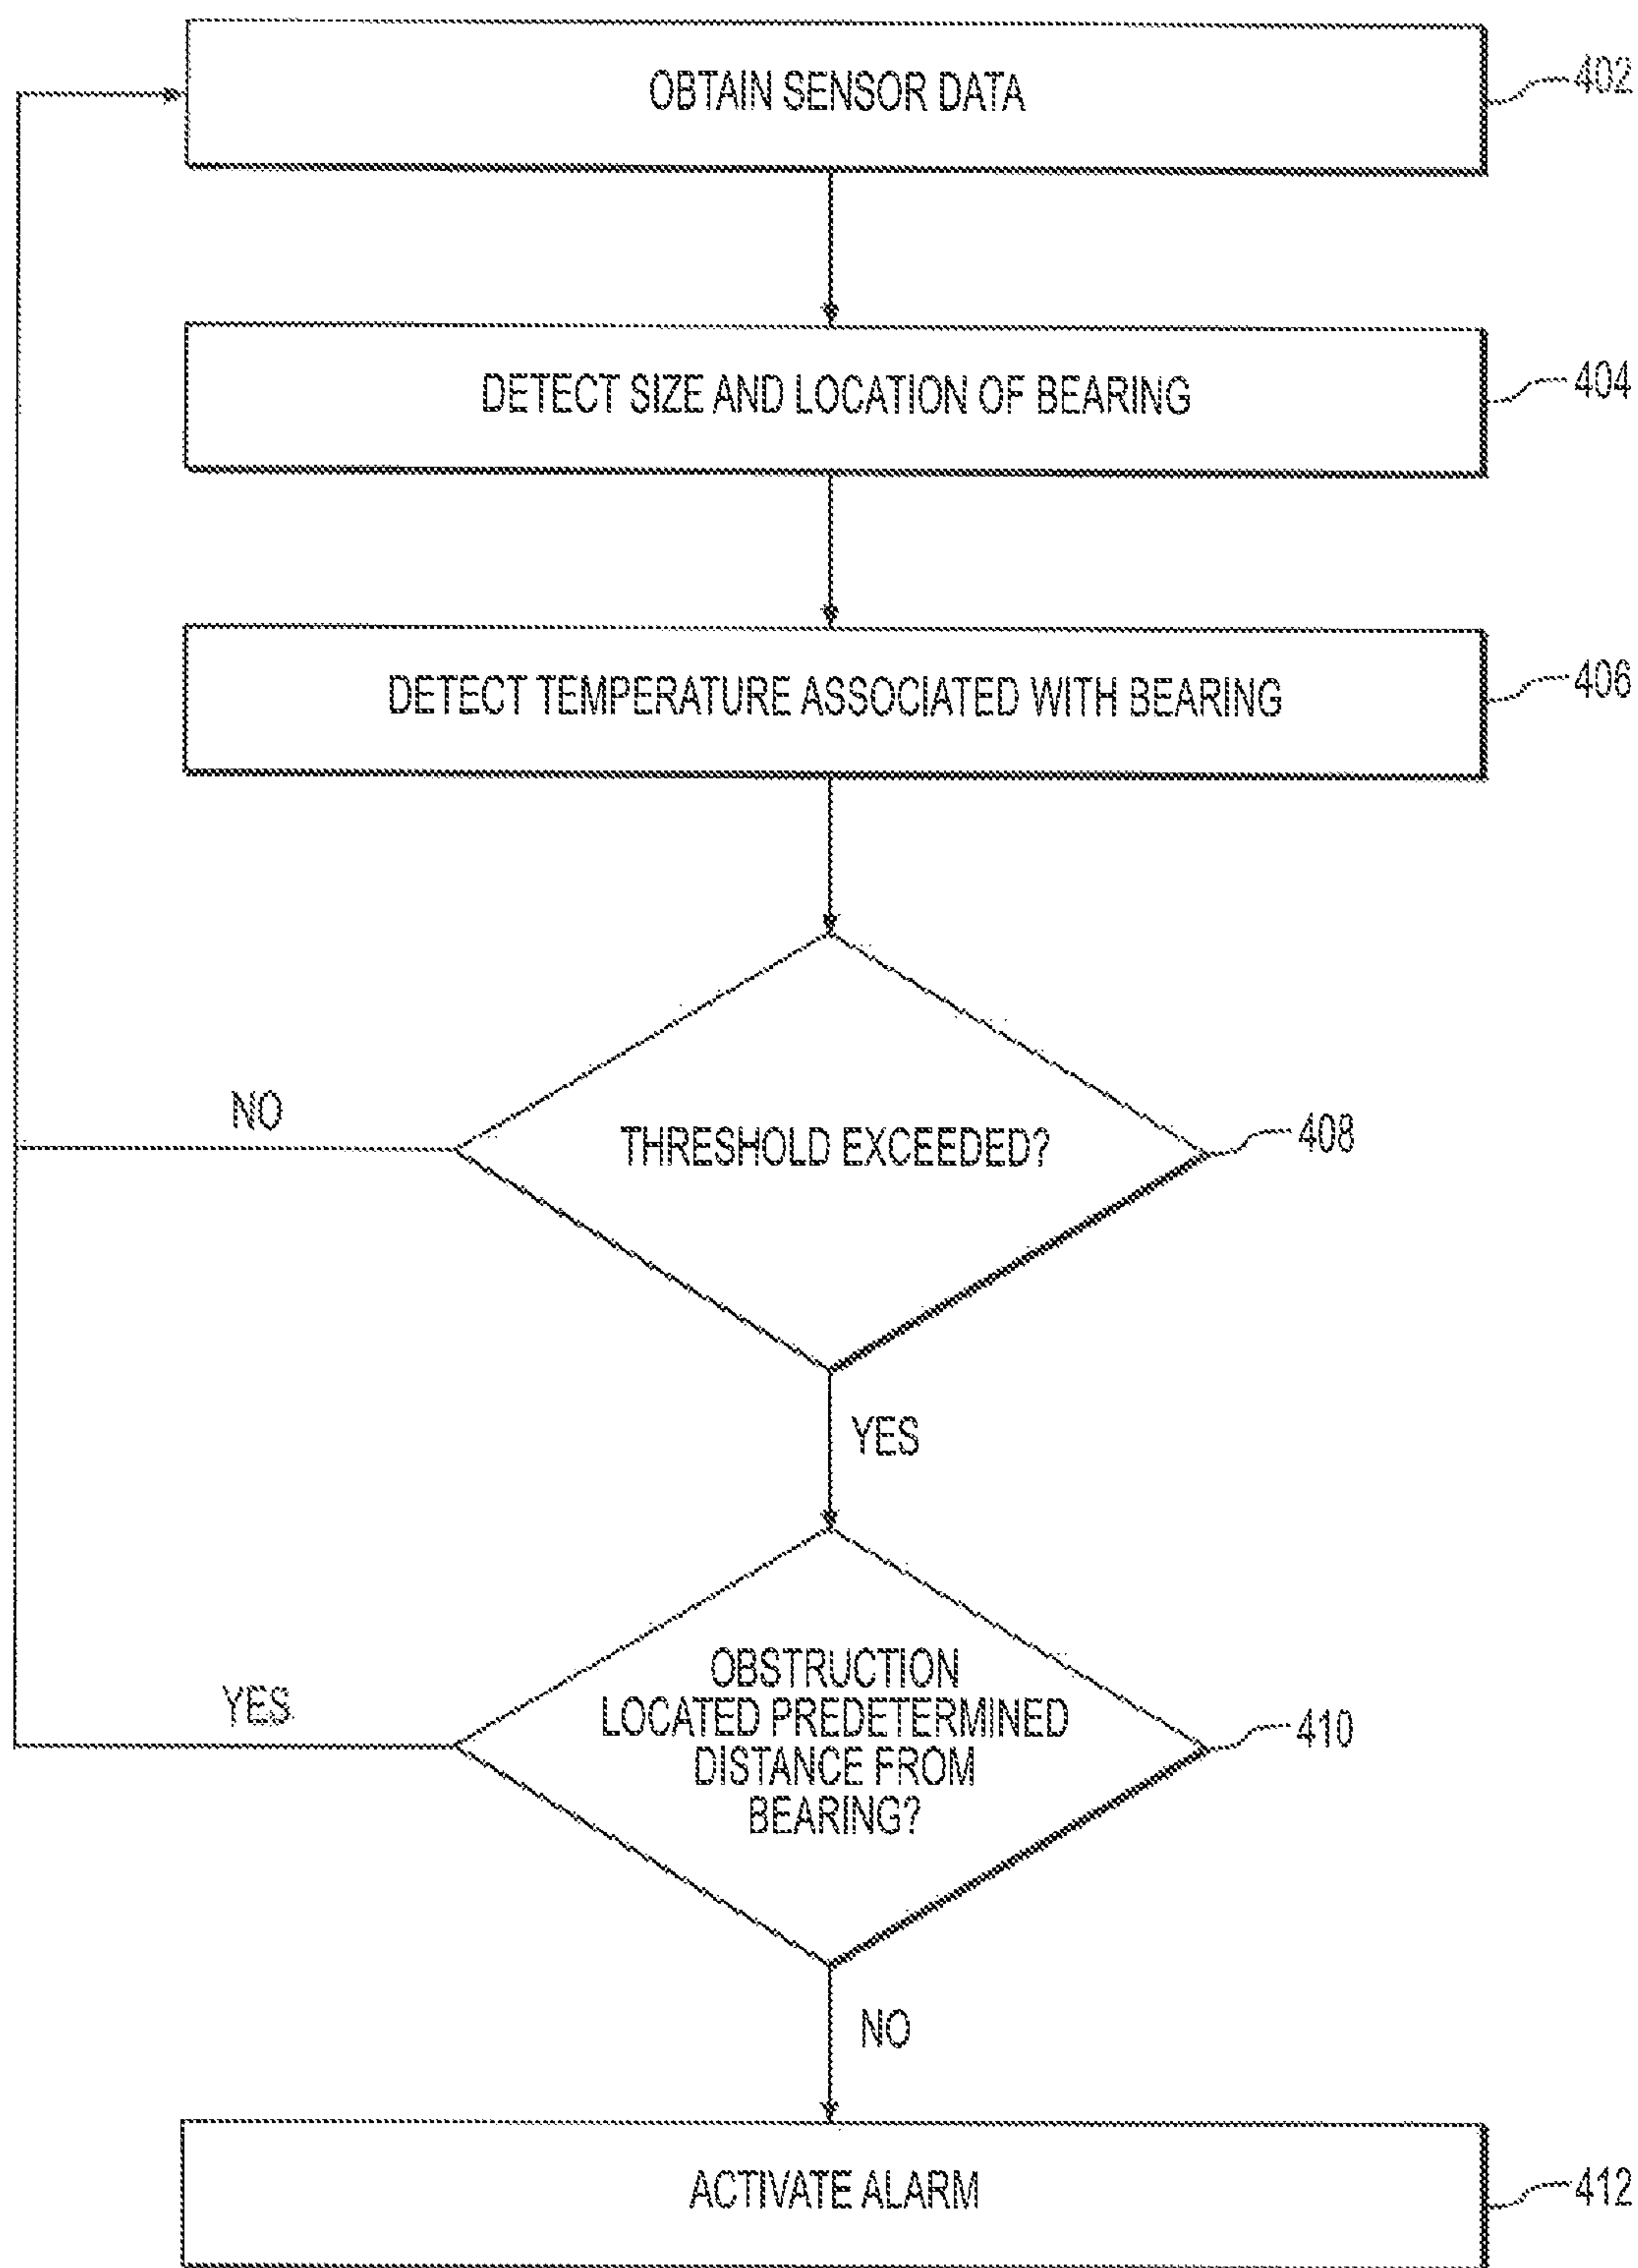 OBTAIN SENSOR DATA
402
DETECT SIZE AND LOCATION OF BEARING
404
DETECT TEMPERATURE ASSOCIATED WITH BEARING
406
NO
THRESHOLD EXCEEDED?
408
YES
OBSTRUCTION
LOCATED PREDETERMINED
DISTANCE FROM
BEARING?
YES
410
NO
ACTIVATE ALARM
412